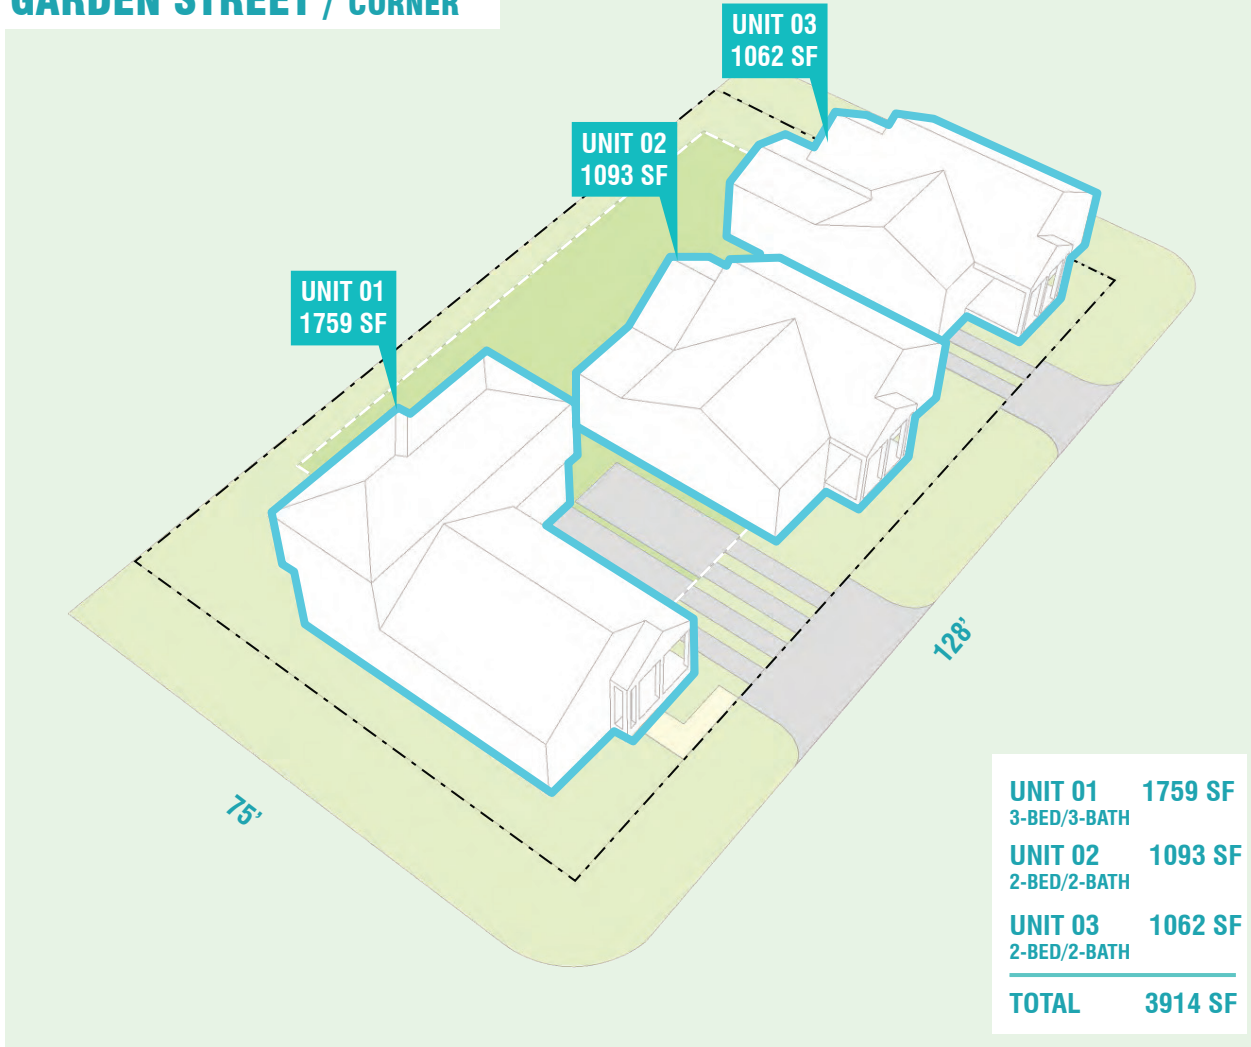 GARDEN STREET / CORNER
UNIT 03
1062 SF
UNIT 02
1093 SF
UNIT 01
1759 SF
128'
75'
UNIT 01 1759 SF
3-BED/3-BATH
UNIT 02 1093 SF
2-BED/2-BATH
UNIT 03 1062 SF
2-BED/2-BATH
TOTAL 3914 SF